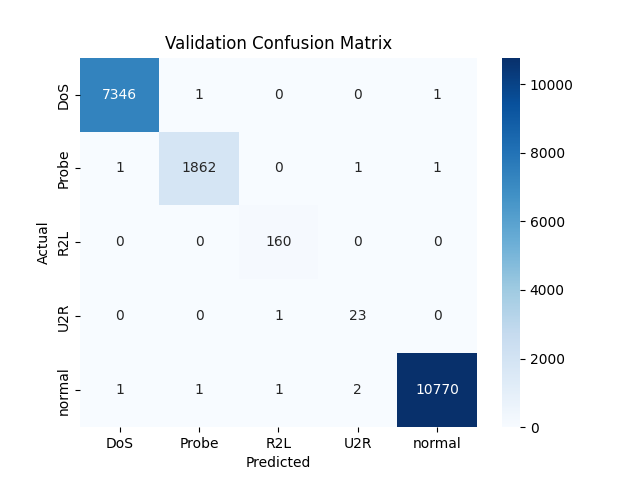 Validation Confusion Matrix
DoS 7346 1 0 0 1
Probe 1 1862 0 1 1
R2L 0 0 160 0 0
U2R 0 0 1 23 0
normal 1 1 1 2 10770
DoS Probe R2L U2R normal
Predicted
Actual
10000
8000
6000
4000
2000
0